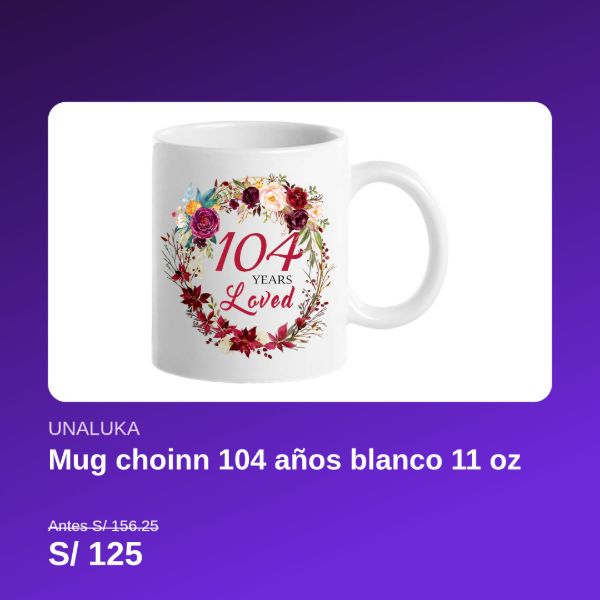 104
YEARS
Loved
UNALUKA
Mug choinn 104 años blanco 11 oz
Antes S/ 156.25
S/ 125